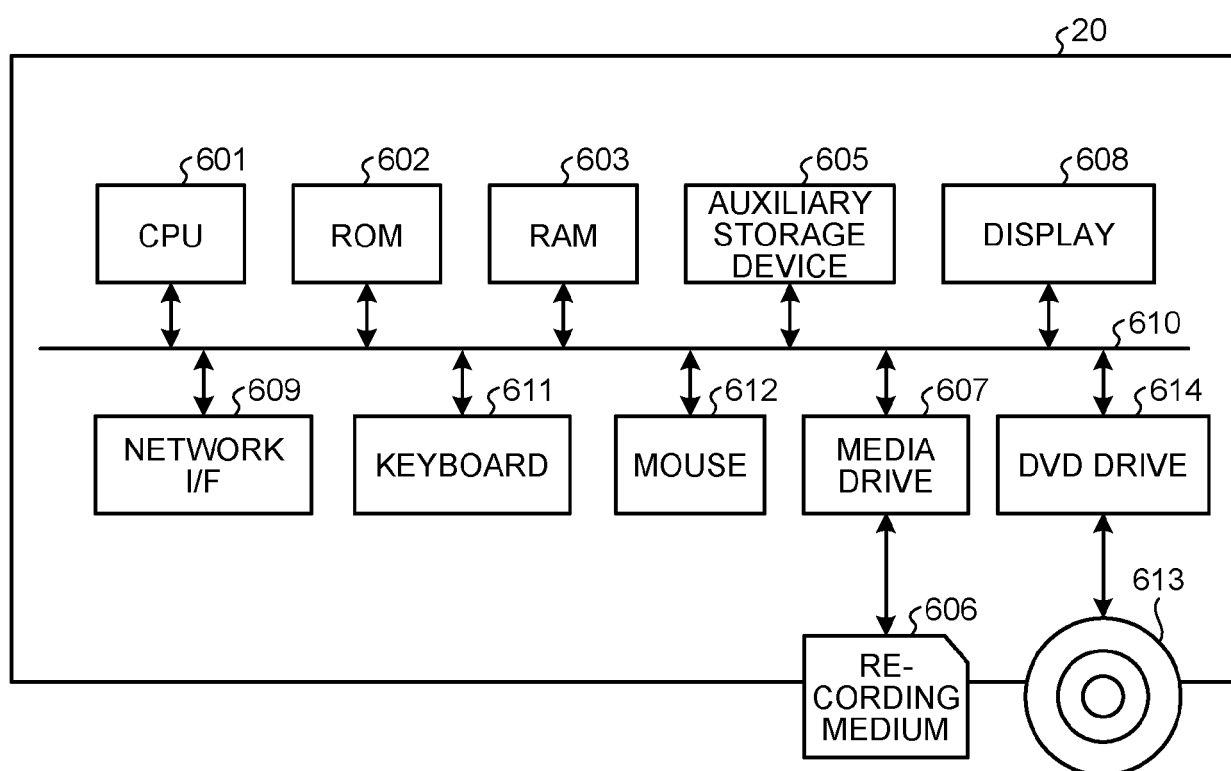 20
601
602
603
605
608
CPU
ROM
RAM
AUXILIARY
STORAGE
DEVICE
DISPLAY
610
609
611
612
607
614
NETWORK
I/F
KEYBOARD
MOUSE
MEDIA
DRIVE
DVD DRIVE
606
613
RE-
CORDING
MEDIUM